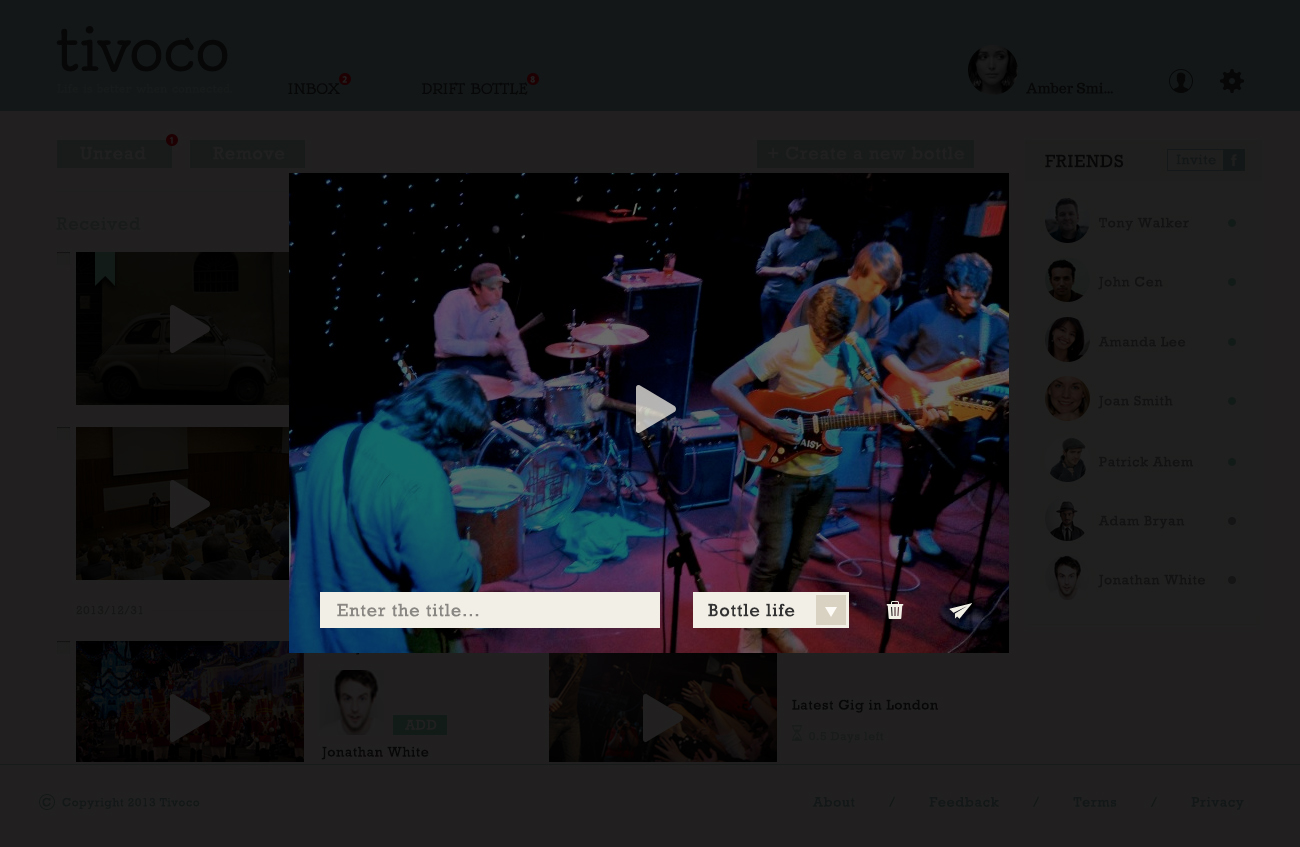 tivoco
INBOX 2
DRIFT BOTTLE 8
Amber Smi...
Unread 1
Remove
+ Create a new bottle
FRIENDS
Invite f
Received
Tony Walker
John Cen
Amanda Lee
Joan Smith
Patrick Ahem
Adam Bryan
Jonathan White
DAISY
Enter the title...
Bottle life
2013/12/31
ADD
Jonathan White
Latest Gig in London
0.5 Days left
© Copyright 2013 Tivoco
About / Feedback / Terms / Privacy